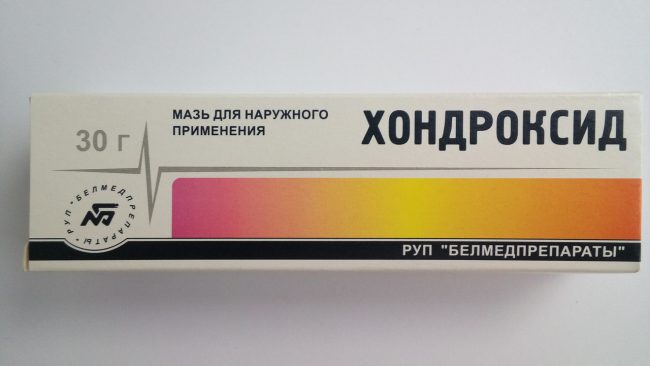 МАЗЬ ДЛЯ НАРУЖНОГО
ПРИМЕНЕНИЯ
ХОНДРОКСИД
30 г
• РУП • БЕЛМЕДПРЕПАРАТЫ
РУП "БЕЛМЕДПРЕПАРАТЫ"